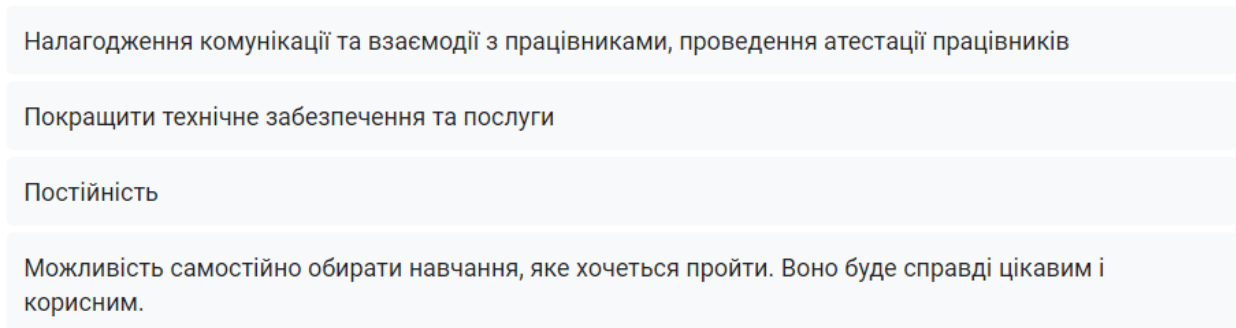 Налагодження комунікації та взаємодії з працівниками, проведення атестації працівників
Покращити технічне забезпечення та послуги
Постійність
Можливість самостійно обирати навчання, яке хочеться пройти. Воно буде справді цікавим і
корисним.